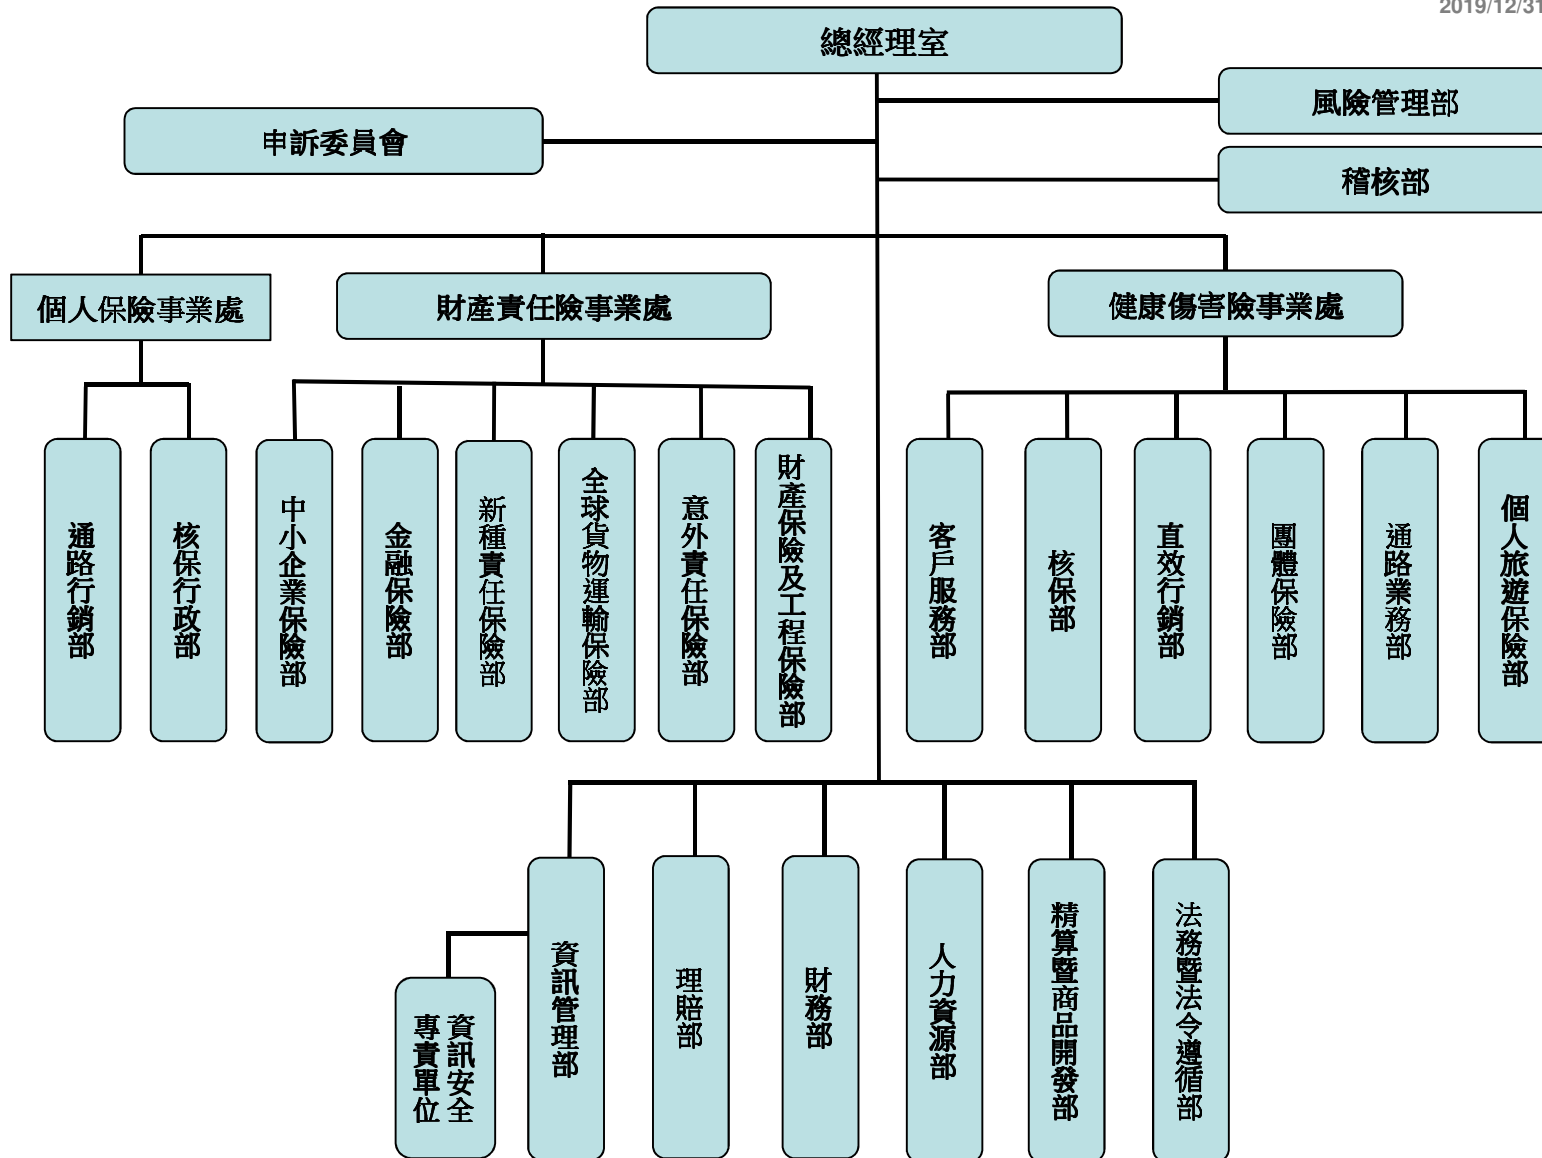 2019/12/31
總經理室
風險管理部
申訴委員會
稽核部
個人保險事業處
財產責任險事業處
健康傷害險事業處
通路行銷部
核保行政部
中小企業保險部
金融保險部
新種責任保險部
全球貨物運輸保險部
意外責任保險部
財產保險及工程保險部
客戶服務部
核保部
直效行銷部
團體保險部
通路業務部
個人旅遊保險部
資訊管理部
理賠部
財務部
人力資源部
精算暨商品開發部
法務暨法令遵循部
資訊安全
專責單位